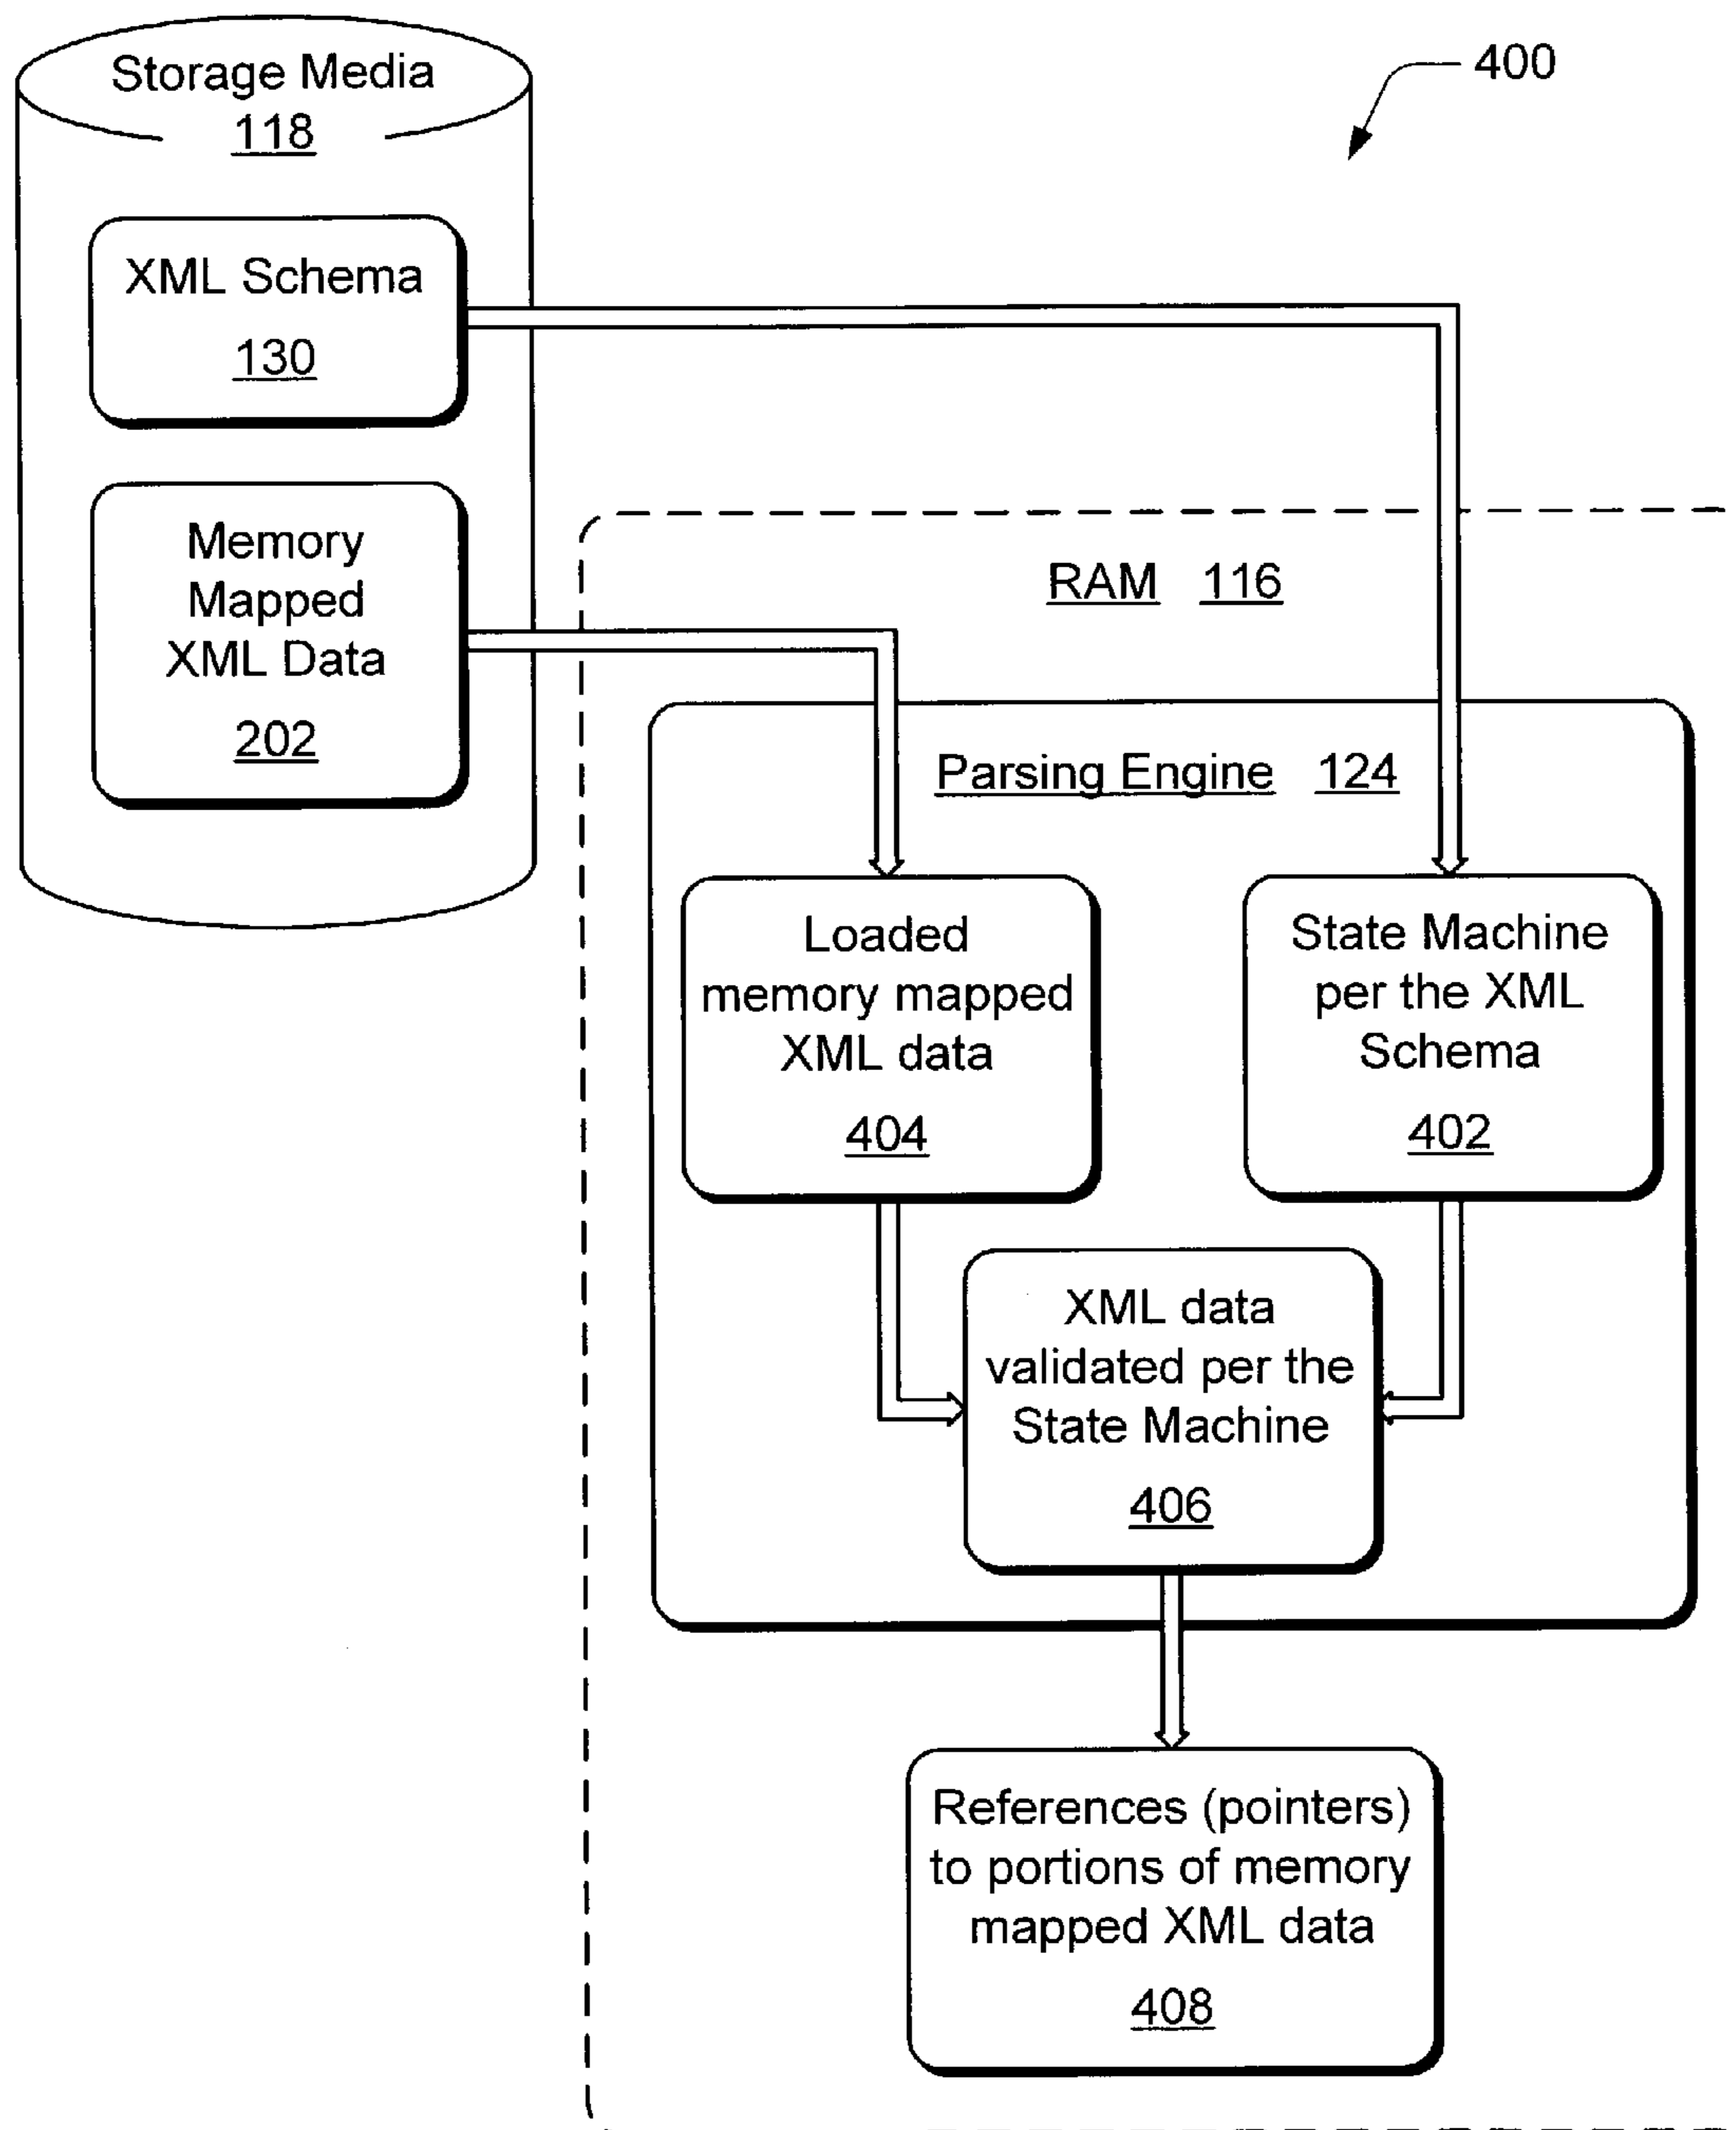 Storage Media
118
400
XML Schema
130
Memory
Mapped
XML Data
202
RAM 116
Parsing Engine 124
Loaded
memory mapped
XML data
404
State Machine
per the XML
Schema
402
XML data
validated per the
State Machine
406
References (pointers)
to portions of memory
mapped XML data
408